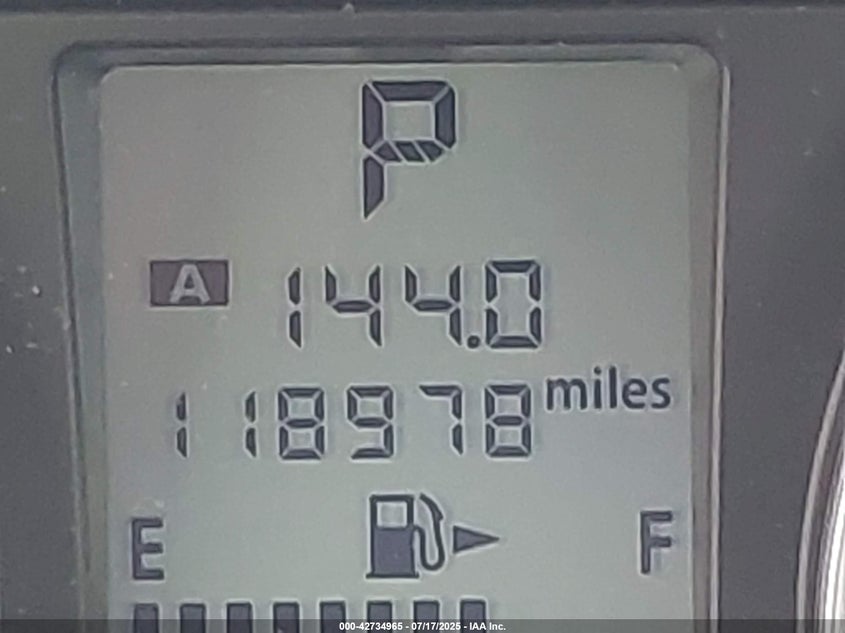 P
A 144.0
118978 miles
E F
000-42734965 - 07/17/2025 - IAA Inc.